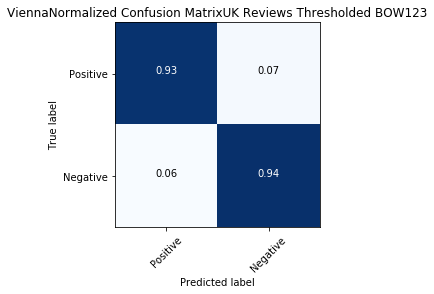 ViennaNormalized Confusion MatrixUK Reviews Thresholded BOW123
True label
Positive
0.93 0.07
Negative
0.06 0.94
Positive Negative
Predicted label